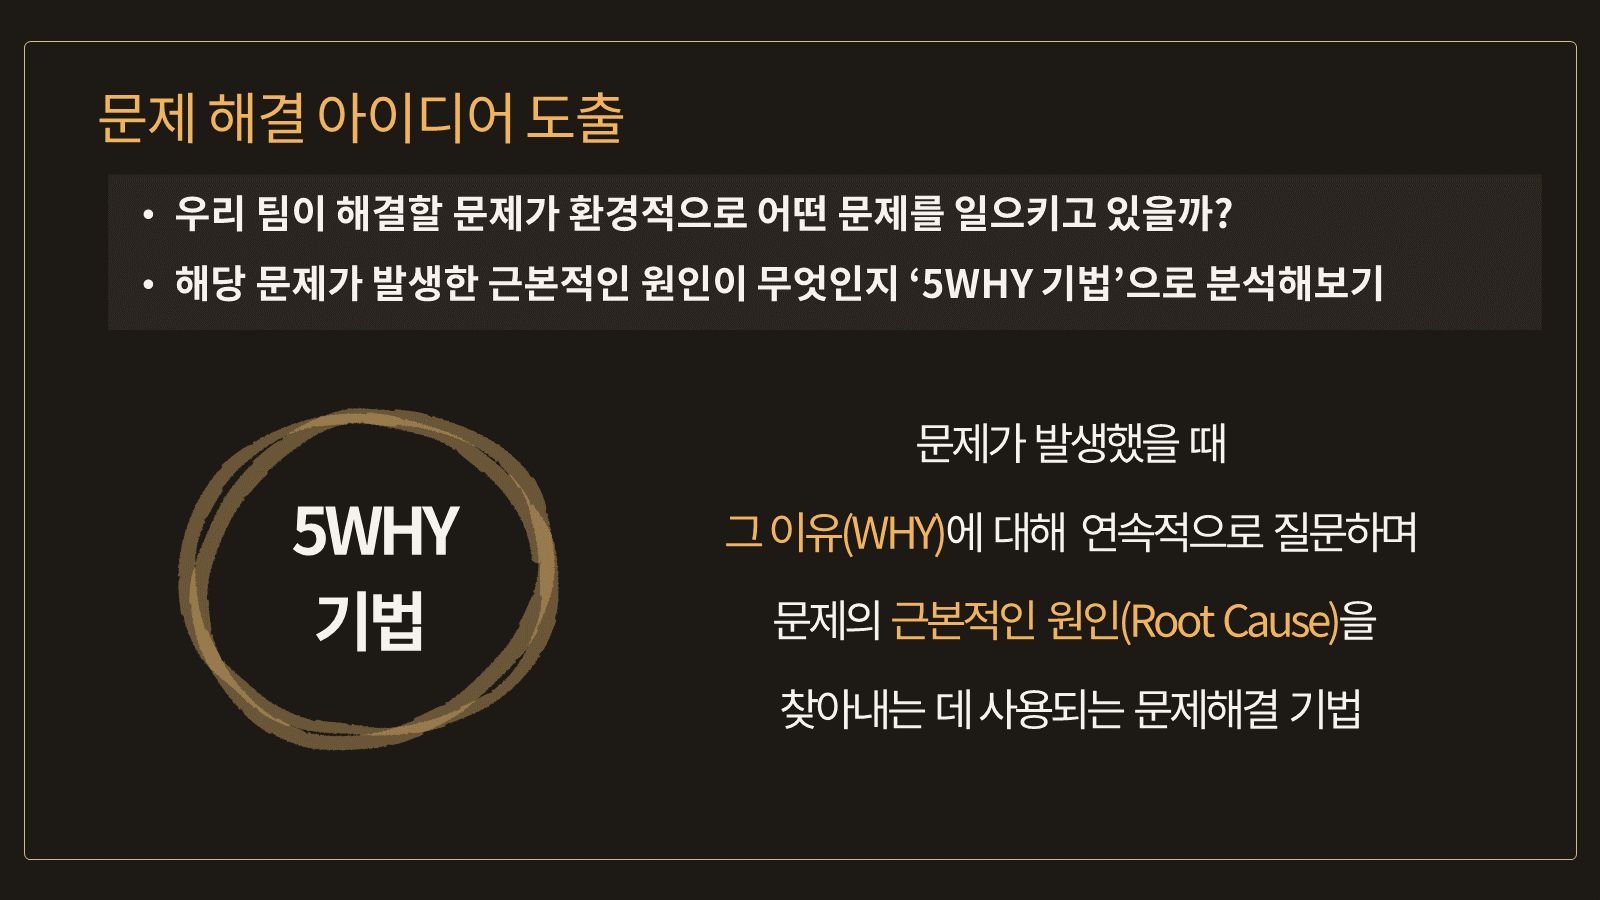 문제 해결 아이디어 도출
• 우리 팀이 해결할 문제가 환경적으로 어떤 문제를 일으키고 있을까?
• 해당 문제가 발생한 근본적인 원인이 무엇인지 ‘5WHY 기법’으로 분석해보기
5WHY
기법
문제가 발생했을 때
그 이유(WHY)에 대해 연속적으로 질문하며
문제의 근본적인 원인(Root Cause)을
찾아내는 데 사용되는 문제해결 기법